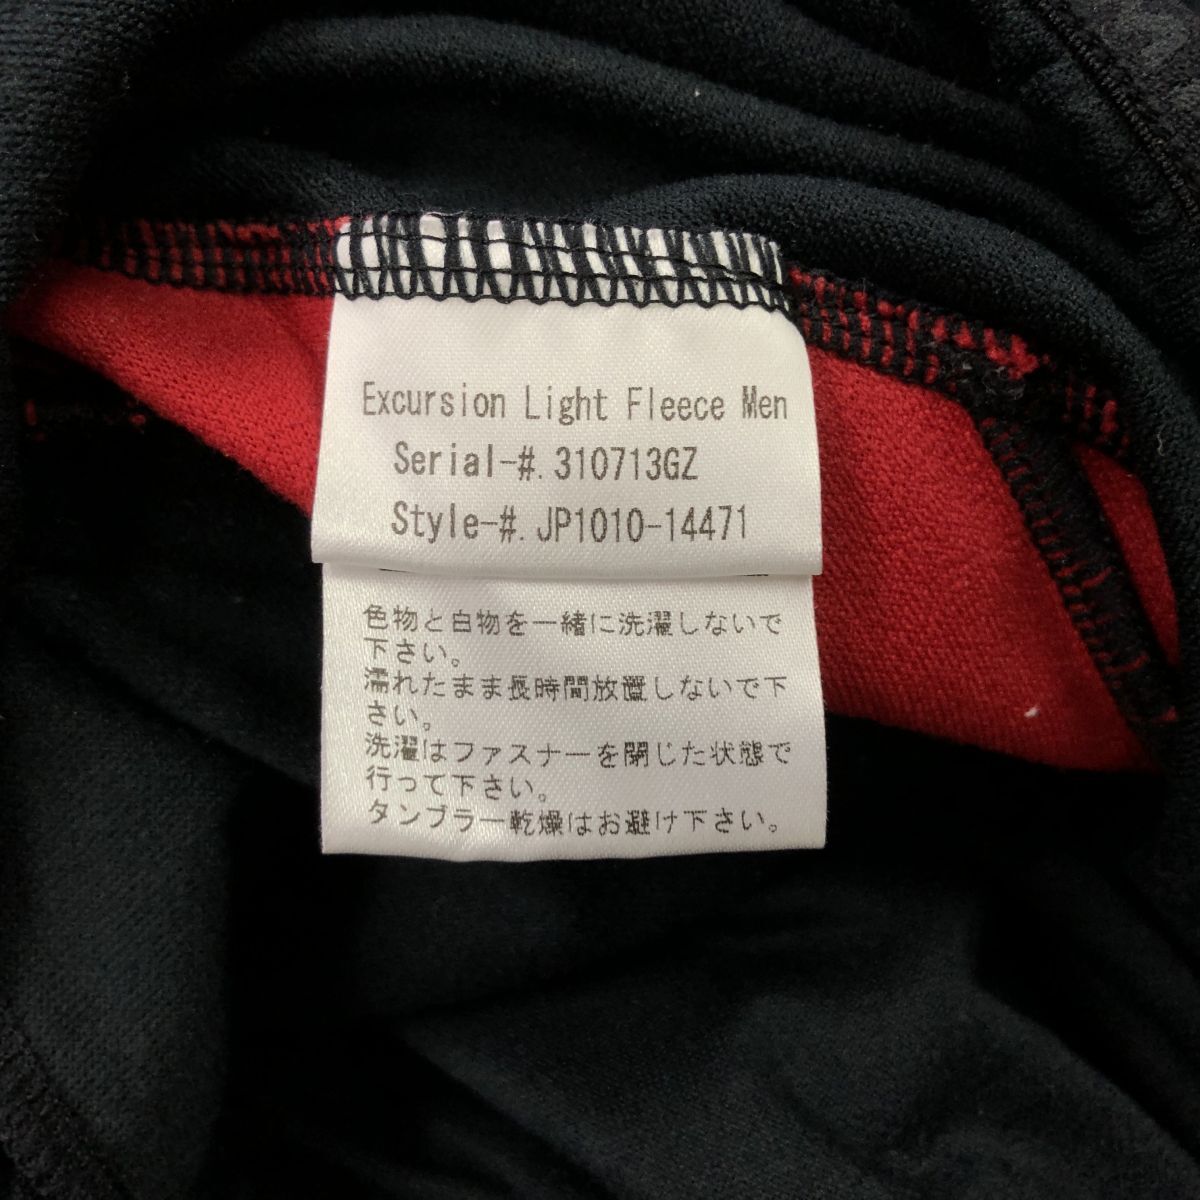 Excursion Light Fleece Men
Serial-#.310713GZ
Style-#.JP1010-14471
色物と白物を一緒に洗濯しないで
下さい。
濡れたまま長時間放置しないで下
さい。
洗濯はファスナーを閉じた状態で
行って下さい。
タンブラー乾燥はお避け下さい。